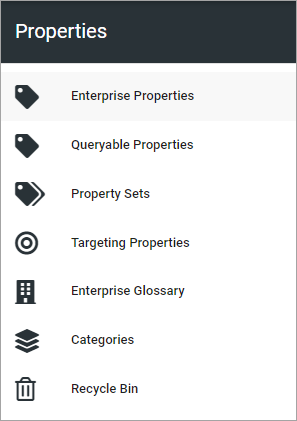 Properties
Enterprise Properties
Queryable Properties
Property Sets
Targeting Properties
Enterprise Glossary
Categories
Recycle Bin